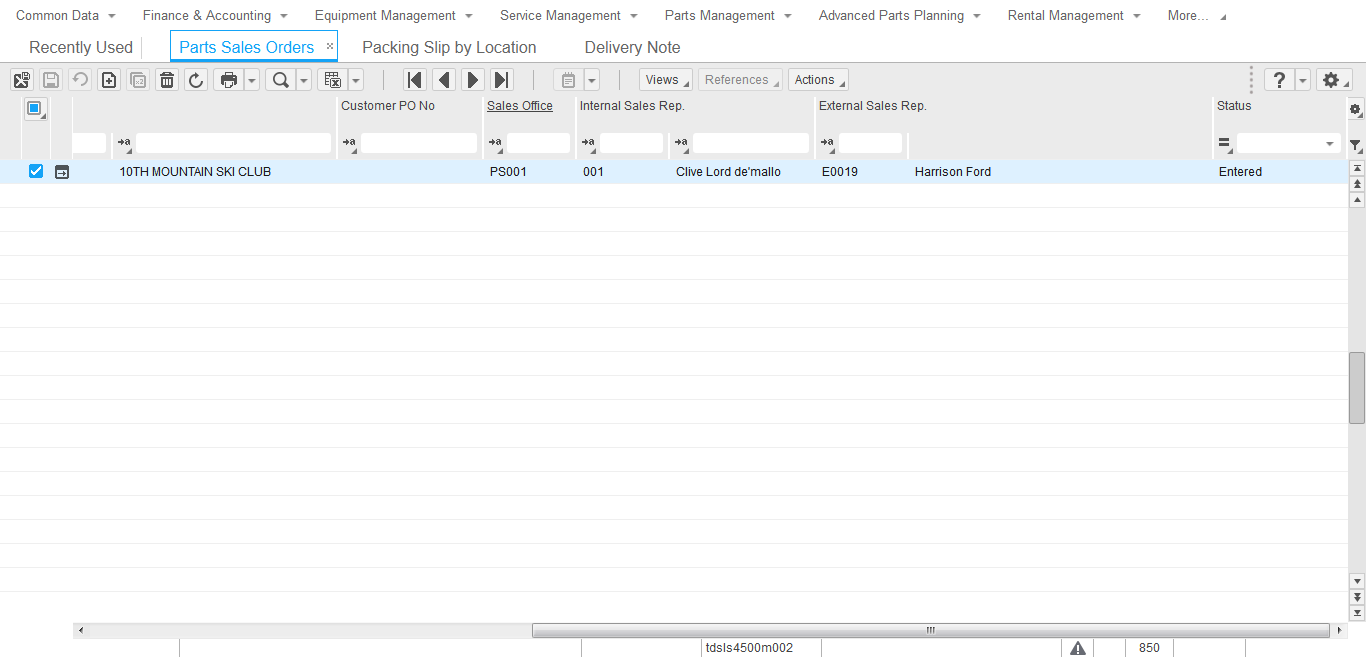 Common Data Finance & Accounting Equipment Management Service Management Parts Management Advanced Parts Planning Rental Management More...
Recently Used Parts Sales Orders × Packing Slip by Location Delivery Note
Views References Actions ?
Customer PO No Sales Office Internal Sales Rep. External Sales Rep. Status
10TH MOUNTAIN SKI CLUB PS001 001 Clive Lord de'mallo E0019 Harrison Ford Entered
tdsls4500m002 850